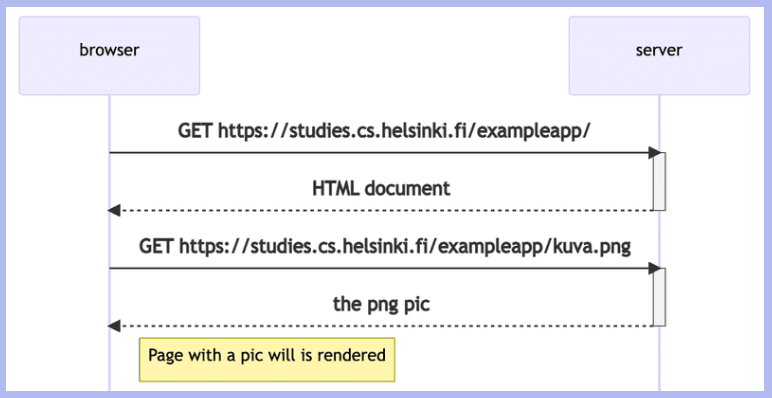 browser
server
GET https://studies.cs.helsinki.fi/exampleapp/
HTML document
GET https://studies.cs.helsinki.fi/exampleapp/kuva.png
the png pic
Page with a pic will is rendered